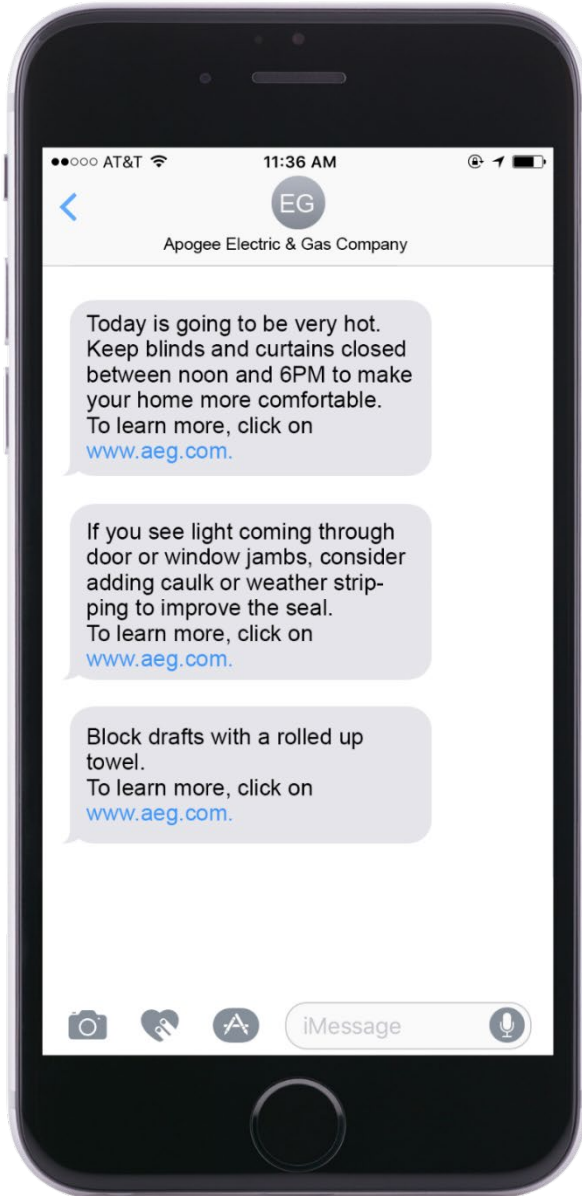 ●●○○○ AT&T 11:36 AM
EG
Apogee Electric & Gas Company
Today is going to be very hot.
Keep blinds and curtains closed
between noon and 6PM to make
your home more comfortable.
To learn more, click on
www.aeg.com.
If you see light coming through
door or window jambs, consider
adding caulk or weather strip-
ping to improve the seal.
To learn more, click on
www.aeg.com.
Block drafts with a rolled up
towel.
To learn more, click on
www.aeg.com.
iMessage